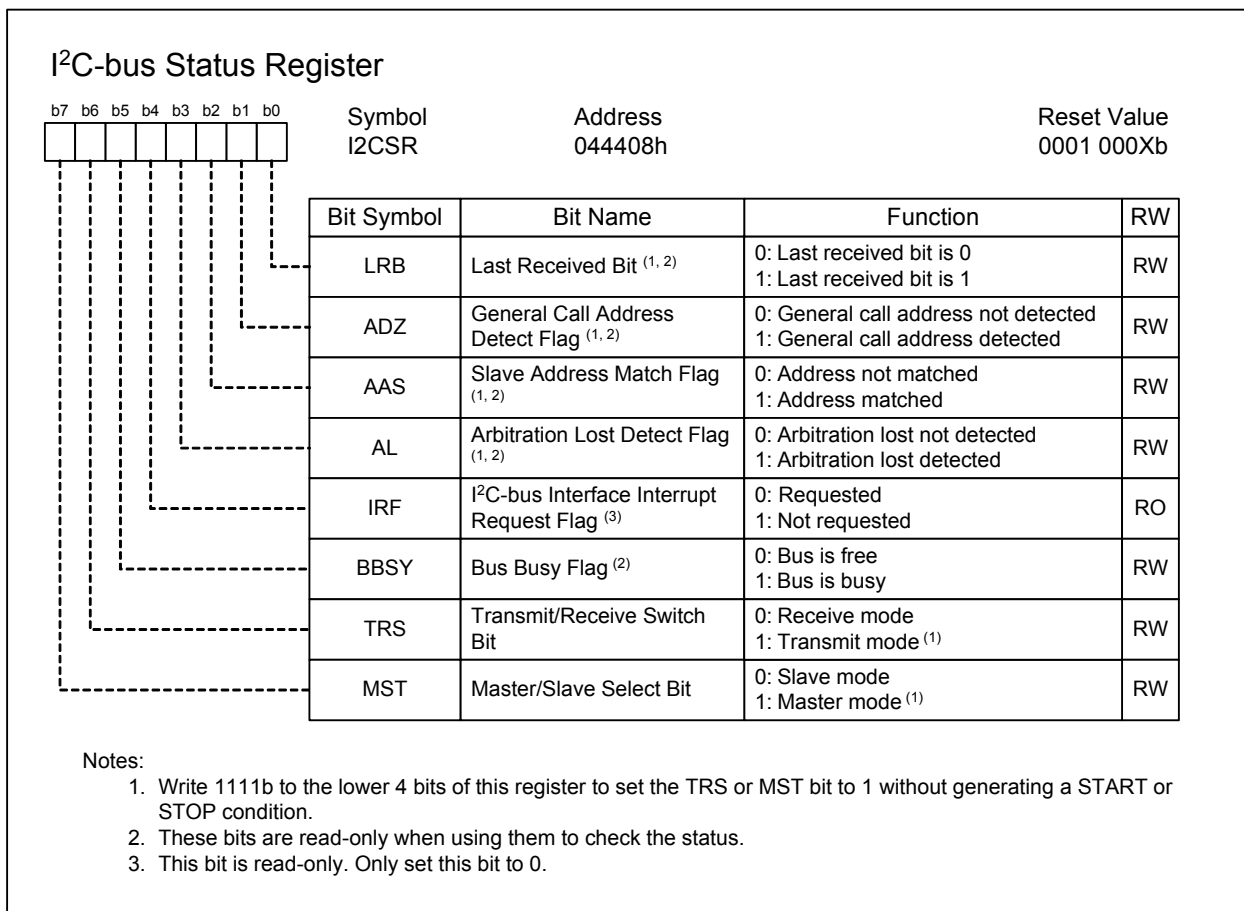 I²C-bus Status Register
b7 b6 b5 b4 b3 b2 b1 b0
Symbol Address Reset Value
I2CSR 044408h 0001 000Xb
Bit Symbol Bit Name Function RW
LRB Last Received Bit (1, 2) 0: Last received bit is 0
1: Last received bit is 1 RW
ADZ General Call Address
Detect Flag (1, 2) 0: General call address not detected
1: General call address detected RW
AAS Slave Address Match Flag
(1, 2) 0: Address not matched
1: Address matched RW
AL Arbitration Lost Detect Flag
(1, 2) 0: Arbitration lost not detected
1: Arbitration lost detected RW
IRF I²C-bus Interface Interrupt
Request Flag (3) 0: Requested
1: Not requested RO
BBSY Bus Busy Flag (2) 0: Bus is free
1: Bus is busy RW
TRS Transmit/Receive Switch
Bit 0: Receive mode
1: Transmit mode (1) RW
MST Master/Slave Select Bit 0: Slave mode
1: Master mode (1) RW
Notes:
1. Write 1111b to the lower 4 bits of this register to set the TRS or MST bit to 1 without generating a START or
STOP condition.
2. These bits are read-only when using them to check the status.
3. This bit is read-only. Only set this bit to 0.